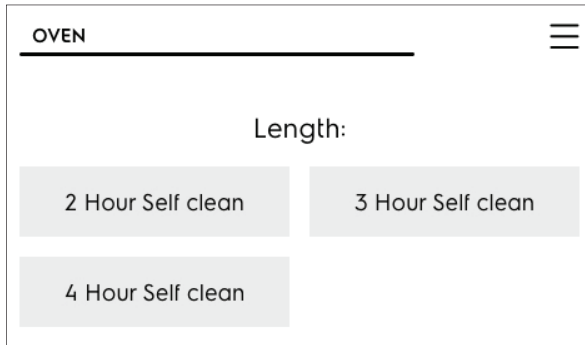 OVEN
Length:
2 Hour Self clean
3 Hour Self clean
4 Hour Self clean